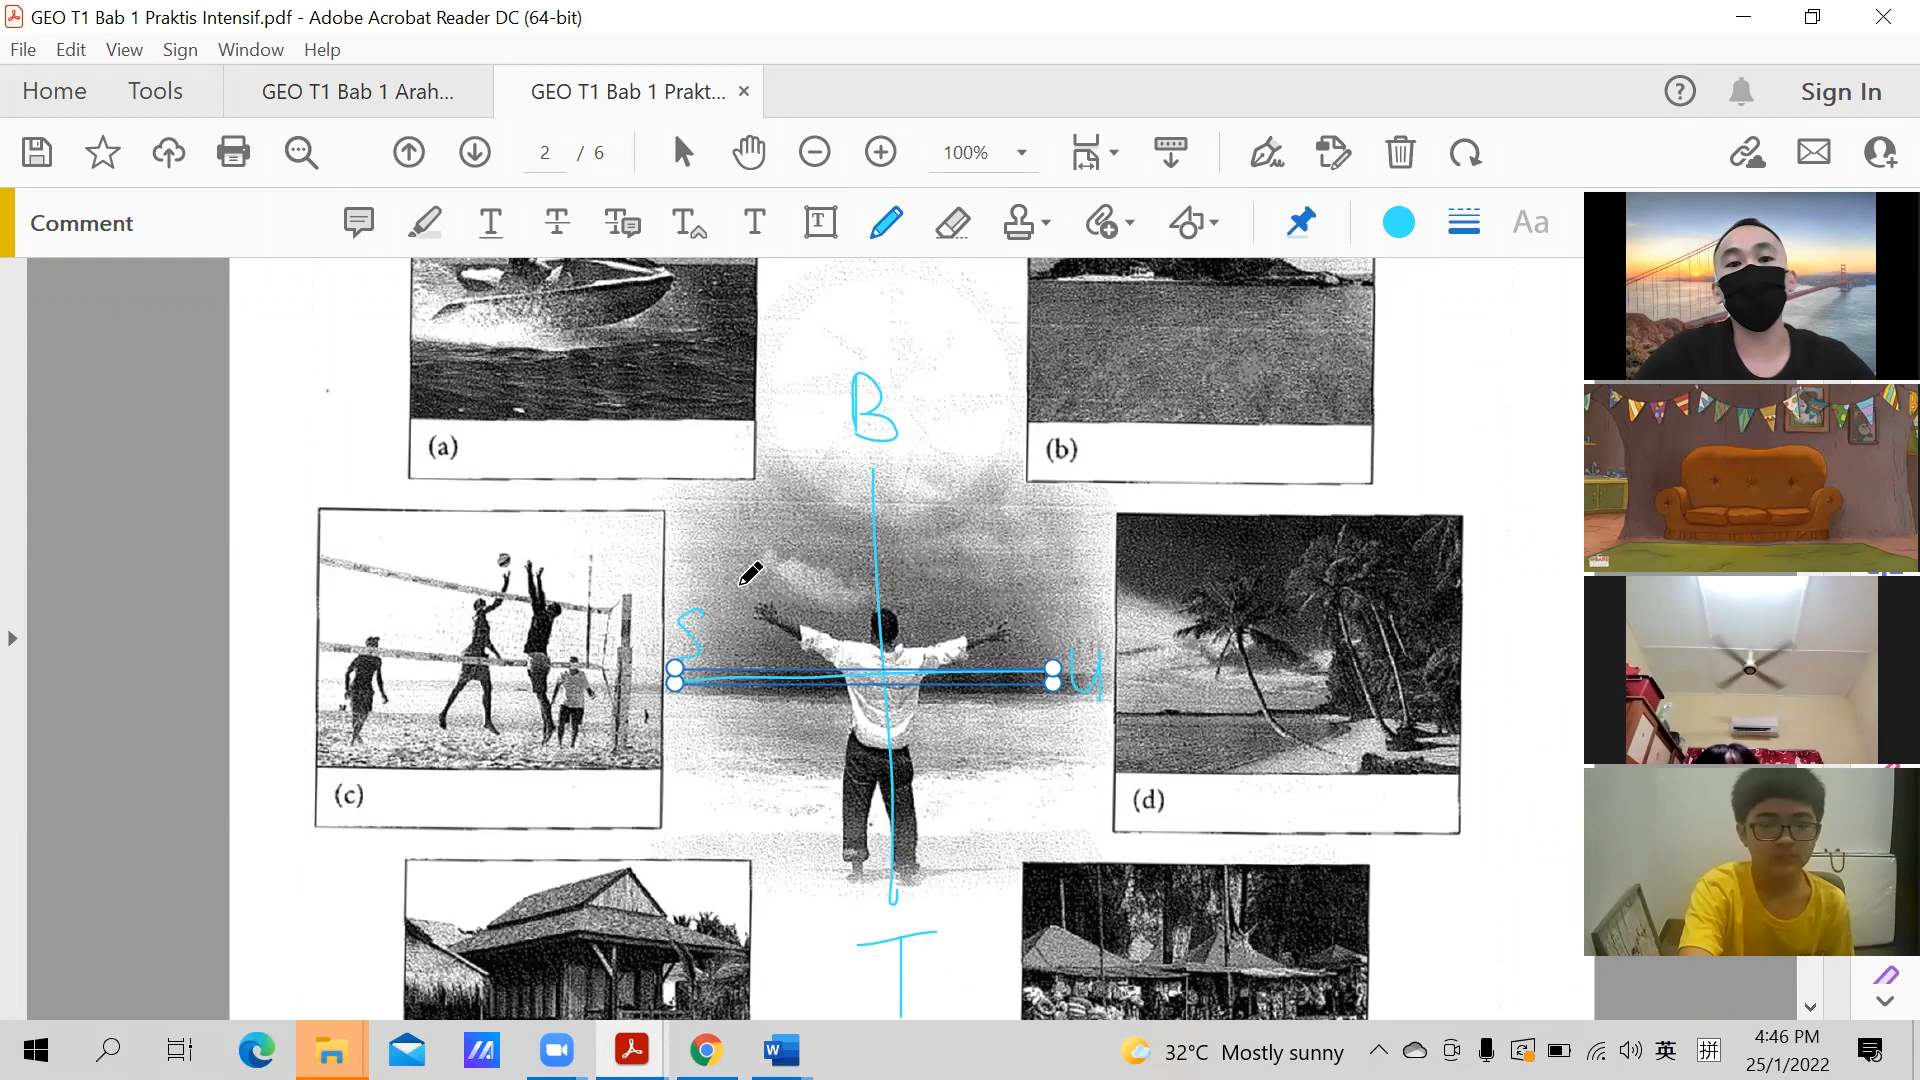 GEO T1 Bab 1 Praktis Intensif.pdf - Adobe Acrobat Reader DC (64-bit)
File Edit View Sign Window Help
Home Tools GEO T1 Bab 1 Arah... GEO T1 Bab 1 Prakt... Sign In
2 / 6 100%
Comment Aa
B
(a) (b)
S U
(c) (d)
T
32°C Mostly sunny 英 拼 4:46 PM
25/1/2022